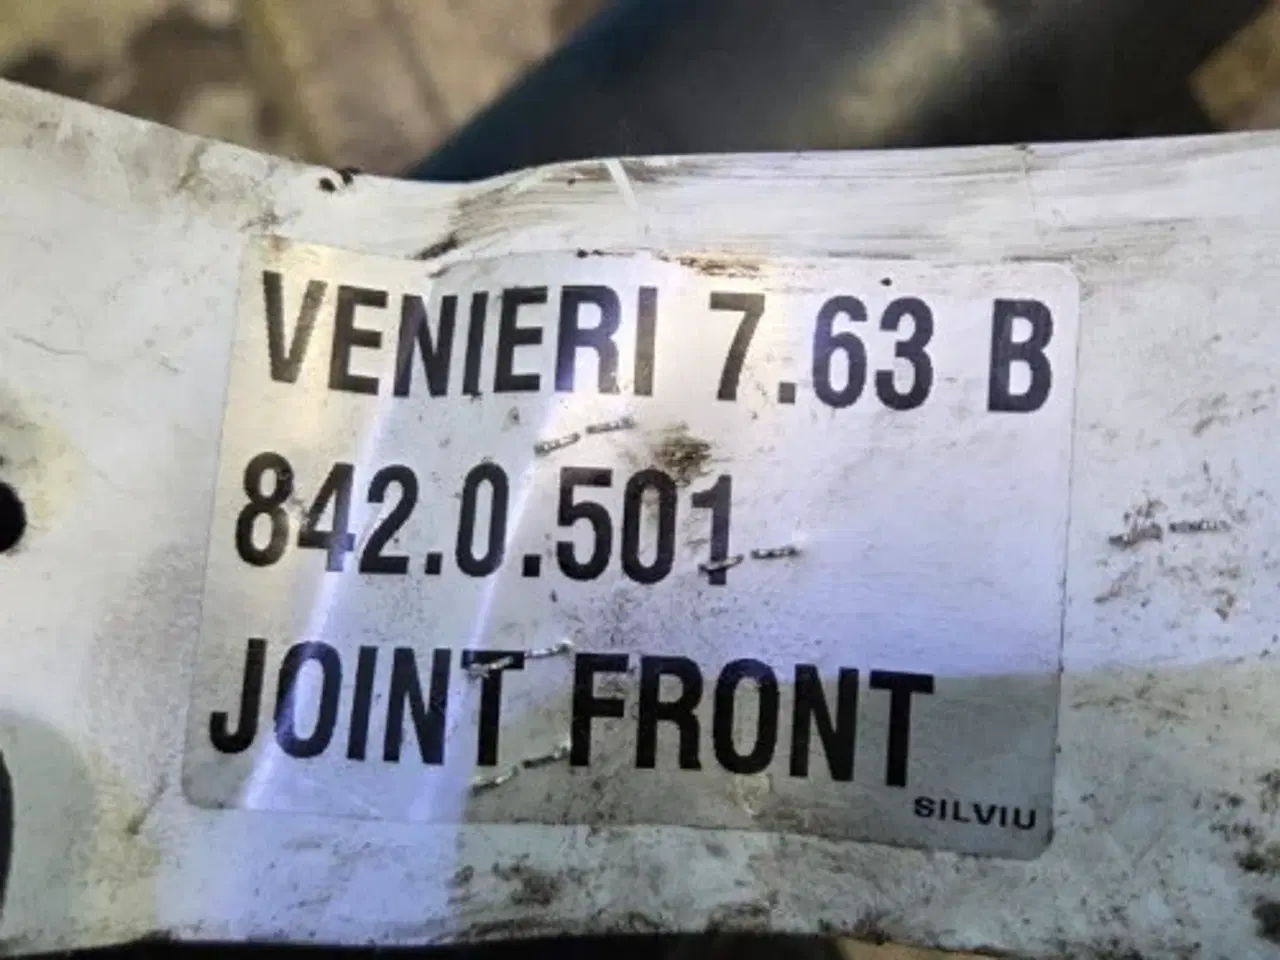 VENIERI 7.63 B
842.0.501
JOINT FRONT
SILVIU